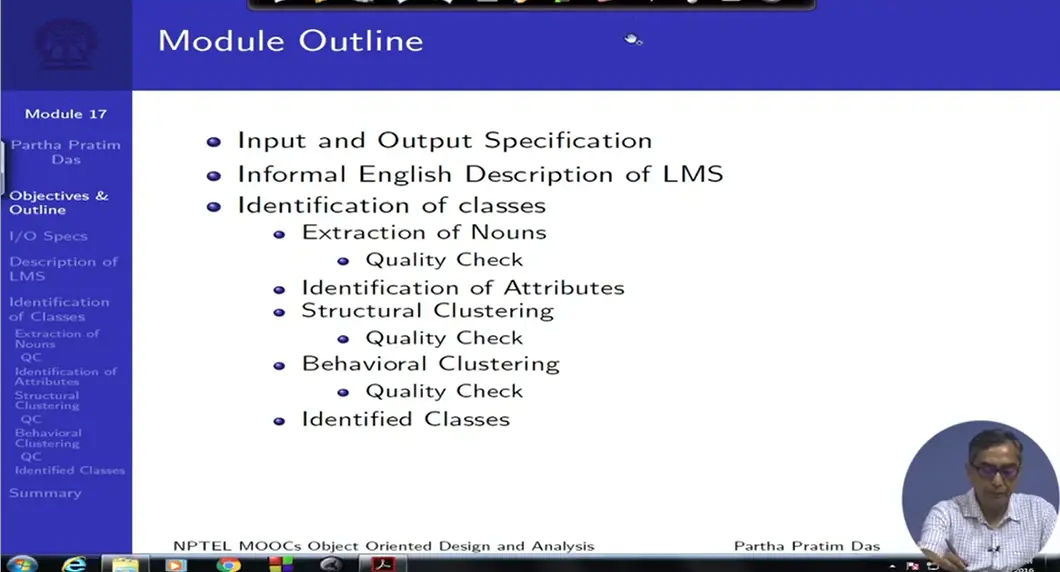 Module Outline
Module 17
Partha Pratim
Das
Objectives &
Outline
I/O Specs
Description of
LMS
Identification
of Classes
Extraction of
Nouns
QC
Identification of
Attributes
Structural
Clustering
QC
Behavioral
Clustering
QC
Identified Classes
Summary
Input and Output Specification
Informal English Description of LMS
Identification of classes
Extraction of Nouns
Quality Check
Identification of Attributes
Structural Clustering
Quality Check
Behavioral Clustering
Quality Check
Identified Classes
NPTEL MOOCs Object Oriented Design and Analysis
Partha Pratim Das